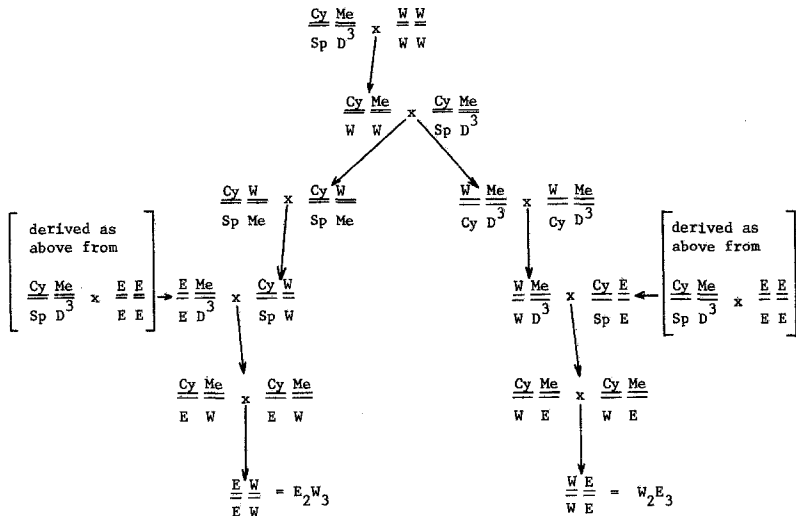 Cy Me W W
x
Sp D³ W W
Cy Me Cy Me
x
W W Sp D³
Cy W Cy W W Me W Me
x x
Sp Me Sp Me Cy D³ Cy D³
derived as
above from
derived as
above from
Cy Me E E E Me Cy W W Me Cy E Cy Me E E
x x x x
Sp D³ E E E D³ Sp W W D³ Sp E Sp D³ E E
Cy Me Cy Me Cy Me Cy Me
x x
E W E W W E W E
E W W E
= E₂W₃ = W₂E₃
E W W E